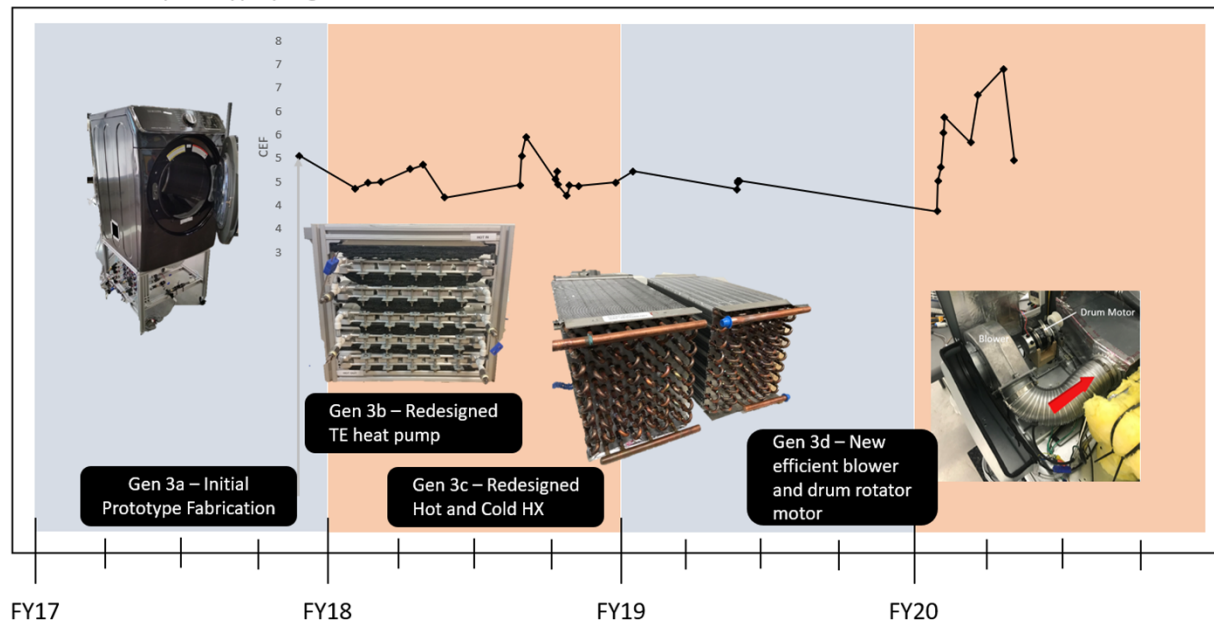 8
7
7
6
6
5
5
4
4
3
CEF
Gen 3a – Initial
Prototype Fabrication
Gen 3b – Redesigned
TE heat pump
Gen 3c – Redesigned
Hot and Cold HX
Gen 3d – New
efficient blower
and drum rotator
motor
Drum Motor
Blower
FY17
FY18
FY19
FY20